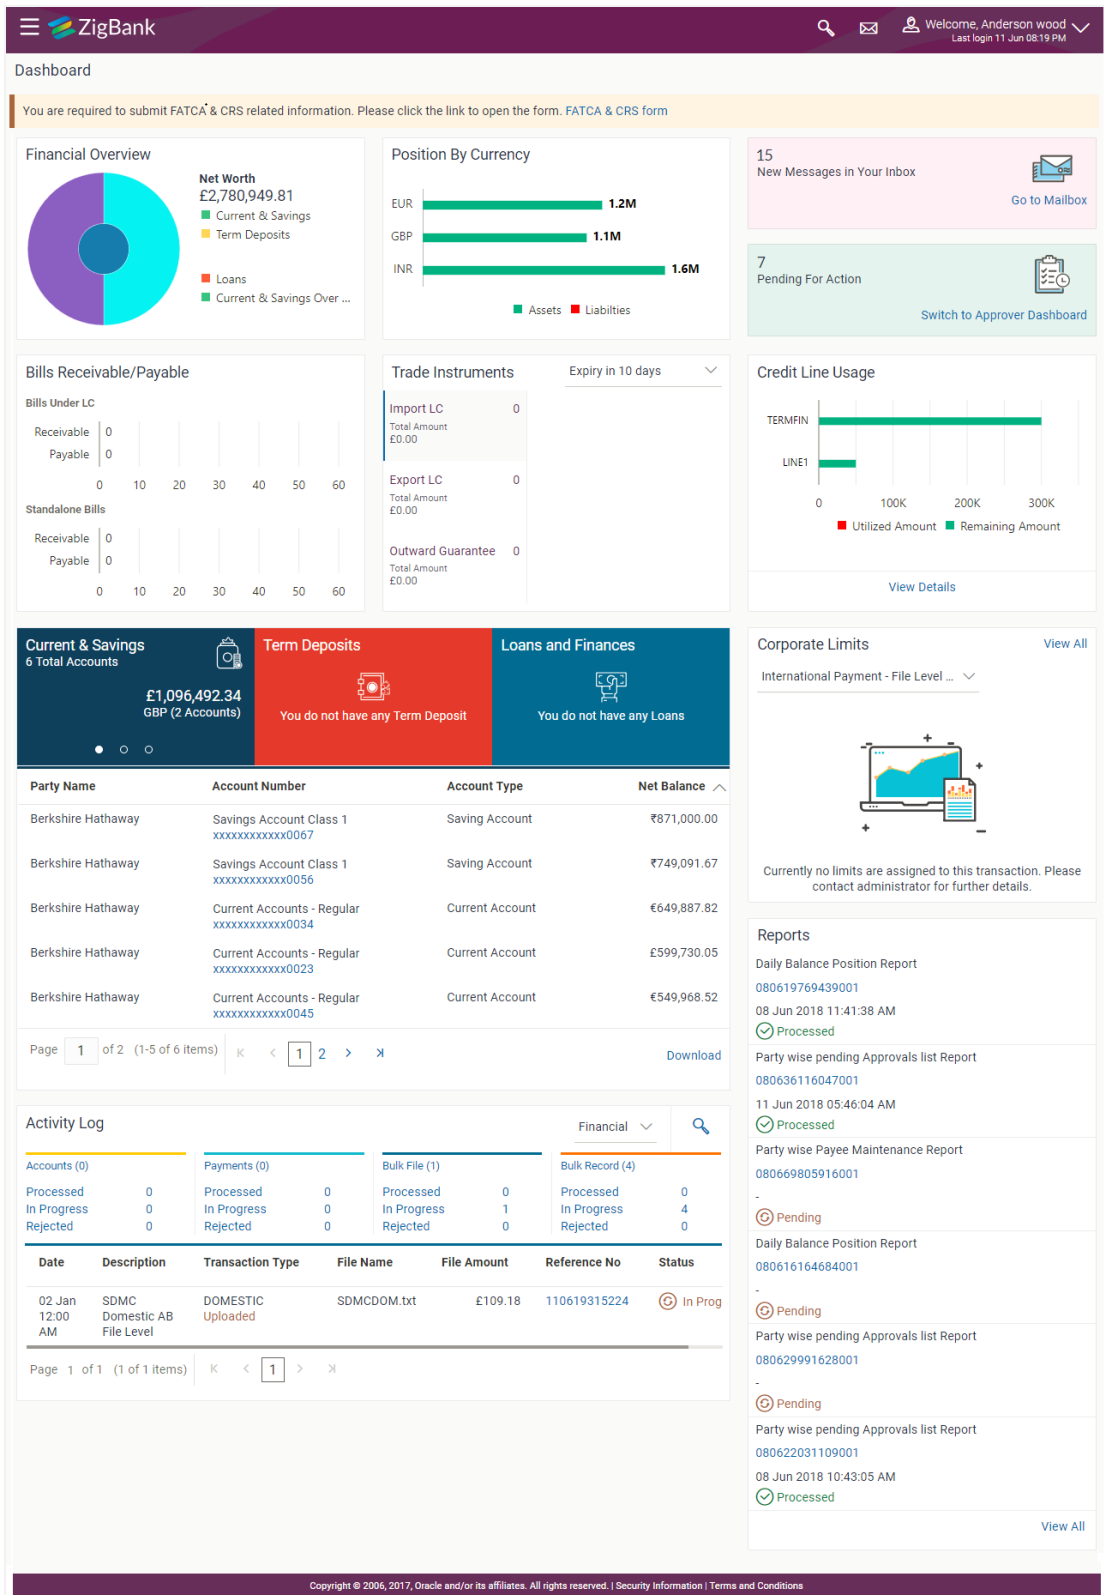 ZigBank
Welcome, Anderson wood
Last login 11 Jun 08:19 PM
Dashboard
You are required to submit FATCA & CRS related information. Please click the link to open the form. FATCA & CRS form
Financial Overview
Net Worth
£2,780,949.81
Current & Savings
Term Deposits
Loans
Current & Savings Over ...
Position By Currency
EUR 1.2M
GBP 1.1M
INR 1.6M
Assets Liabilties
15
New Messages in Your Inbox
Go to Mailbox
7
Pending For Action
Switch to Approver Dashboard
Bills Receivable/Payable
Bills Under LC
Receivable 0
Payable 0
0 10 20 30 40 50 60
Standalone Bills
Receivable 0
Payable 0
0 10 20 30 40 50 60
Trade Instruments Expiry in 10 days
Import LC 0
Total Amount
£0.00
Export LC 0
Total Amount
£0.00
Outward Guarantee 0
Total Amount
£0.00
Credit Line Usage
TERMFIN
LINE1
0 100K 200K 300K
Utilized Amount Remaining Amount
View Details
Current & Savings
6 Total Accounts
£1,096,492.34
GBP (2 Accounts)
Term Deposits
You do not have any Term Deposit
Loans and Finances
You do not have any Loans
Party Name Account Number Account Type Net Balance
Berkshire Hathaway Savings Account Class 1 Saving Account ₹871,000.00
xxxxxxxxxxxx0067
Berkshire Hathaway Savings Account Class 1 Saving Account ₹749,091.67
xxxxxxxxxxxx0056
Berkshire Hathaway Current Accounts - Regular Current Account €649,887.82
xxxxxxxxxxxx0034
Berkshire Hathaway Current Accounts - Regular Current Account £599,730.05
xxxxxxxxxxxx0023
Berkshire Hathaway Current Accounts - Regular Current Account €549,968.52
xxxxxxxxxxxx0045
Page 1 of 2 (1-5 of 6 items) K < 1 2 > Download
Corporate Limits View All
International Payment - File Level ...
Currently no limits are assigned to this transaction. Please
contact administrator for further details.
Activity Log Financial
Accounts (0)
Processed 0
In Progress 0
Rejected 0
Payments (0)
Processed 0
In Progress 0
Rejected 0
Bulk File (1)
Processed 0
In Progress 1
Rejected 0
Bulk Record (4)
Processed 0
In Progress 4
Rejected 0
Date Description Transaction Type File Name File Amount Reference No Status
02 Jan SDMC DOMESTIC SDMCDOM.txt £109.18 110619315224 In Prog
12:00 Domestic AB Uploaded
AM File Level
Page 1 of 1 (1 of 1 items) K < 1 >
Reports
Daily Balance Position Report
080619769439001
08 Jun 2018 11:41:38 AM
Processed
Party wise pending Approvals list Report
080636116047001
11 Jun 2018 05:46:04 AM
Processed
Party wise Payee Maintenance Report
080669805916001
-
Pending
Daily Balance Position Report
080616164684001
-
Pending
Party wise pending Approvals list Report
080629991628001
-
Pending
Party wise pending Approvals list Report
080622031109001
08 Jun 2018 10:43:05 AM
Processed
View All
Copyright © 2006, 2017, Oracle and/or its affiliates. All rights reserved. | Security Information | Terms and Conditions